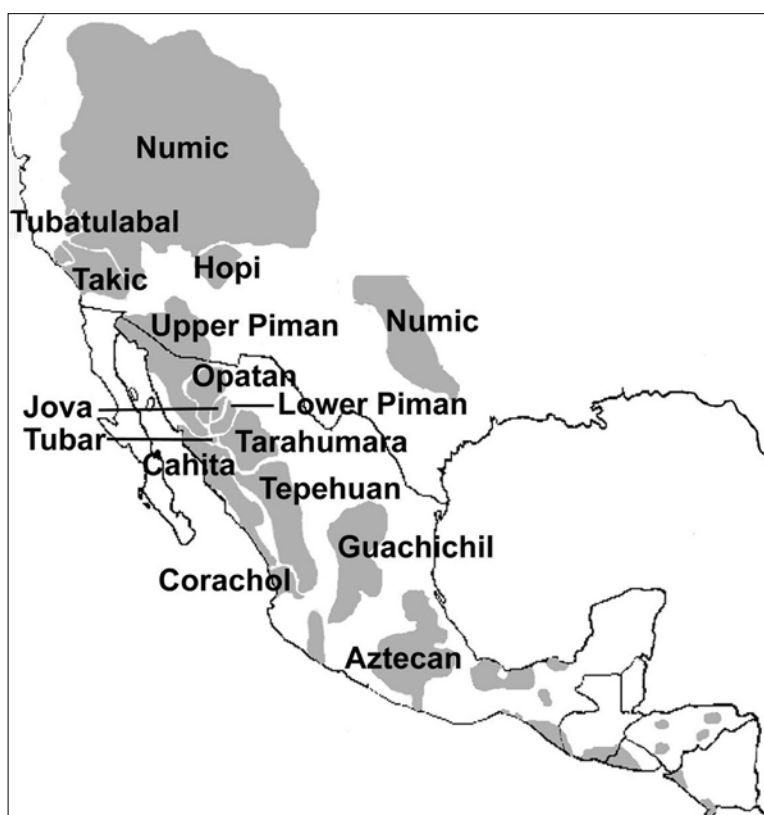 Numic
Tubatulabal
Takic
Hopi
Numic
Upper Piman
Opatan
Jova
Lower Piman
Tubar
Tarahumara
Cahita
Tepehuan
Guachichil
Corachol
Aztecan